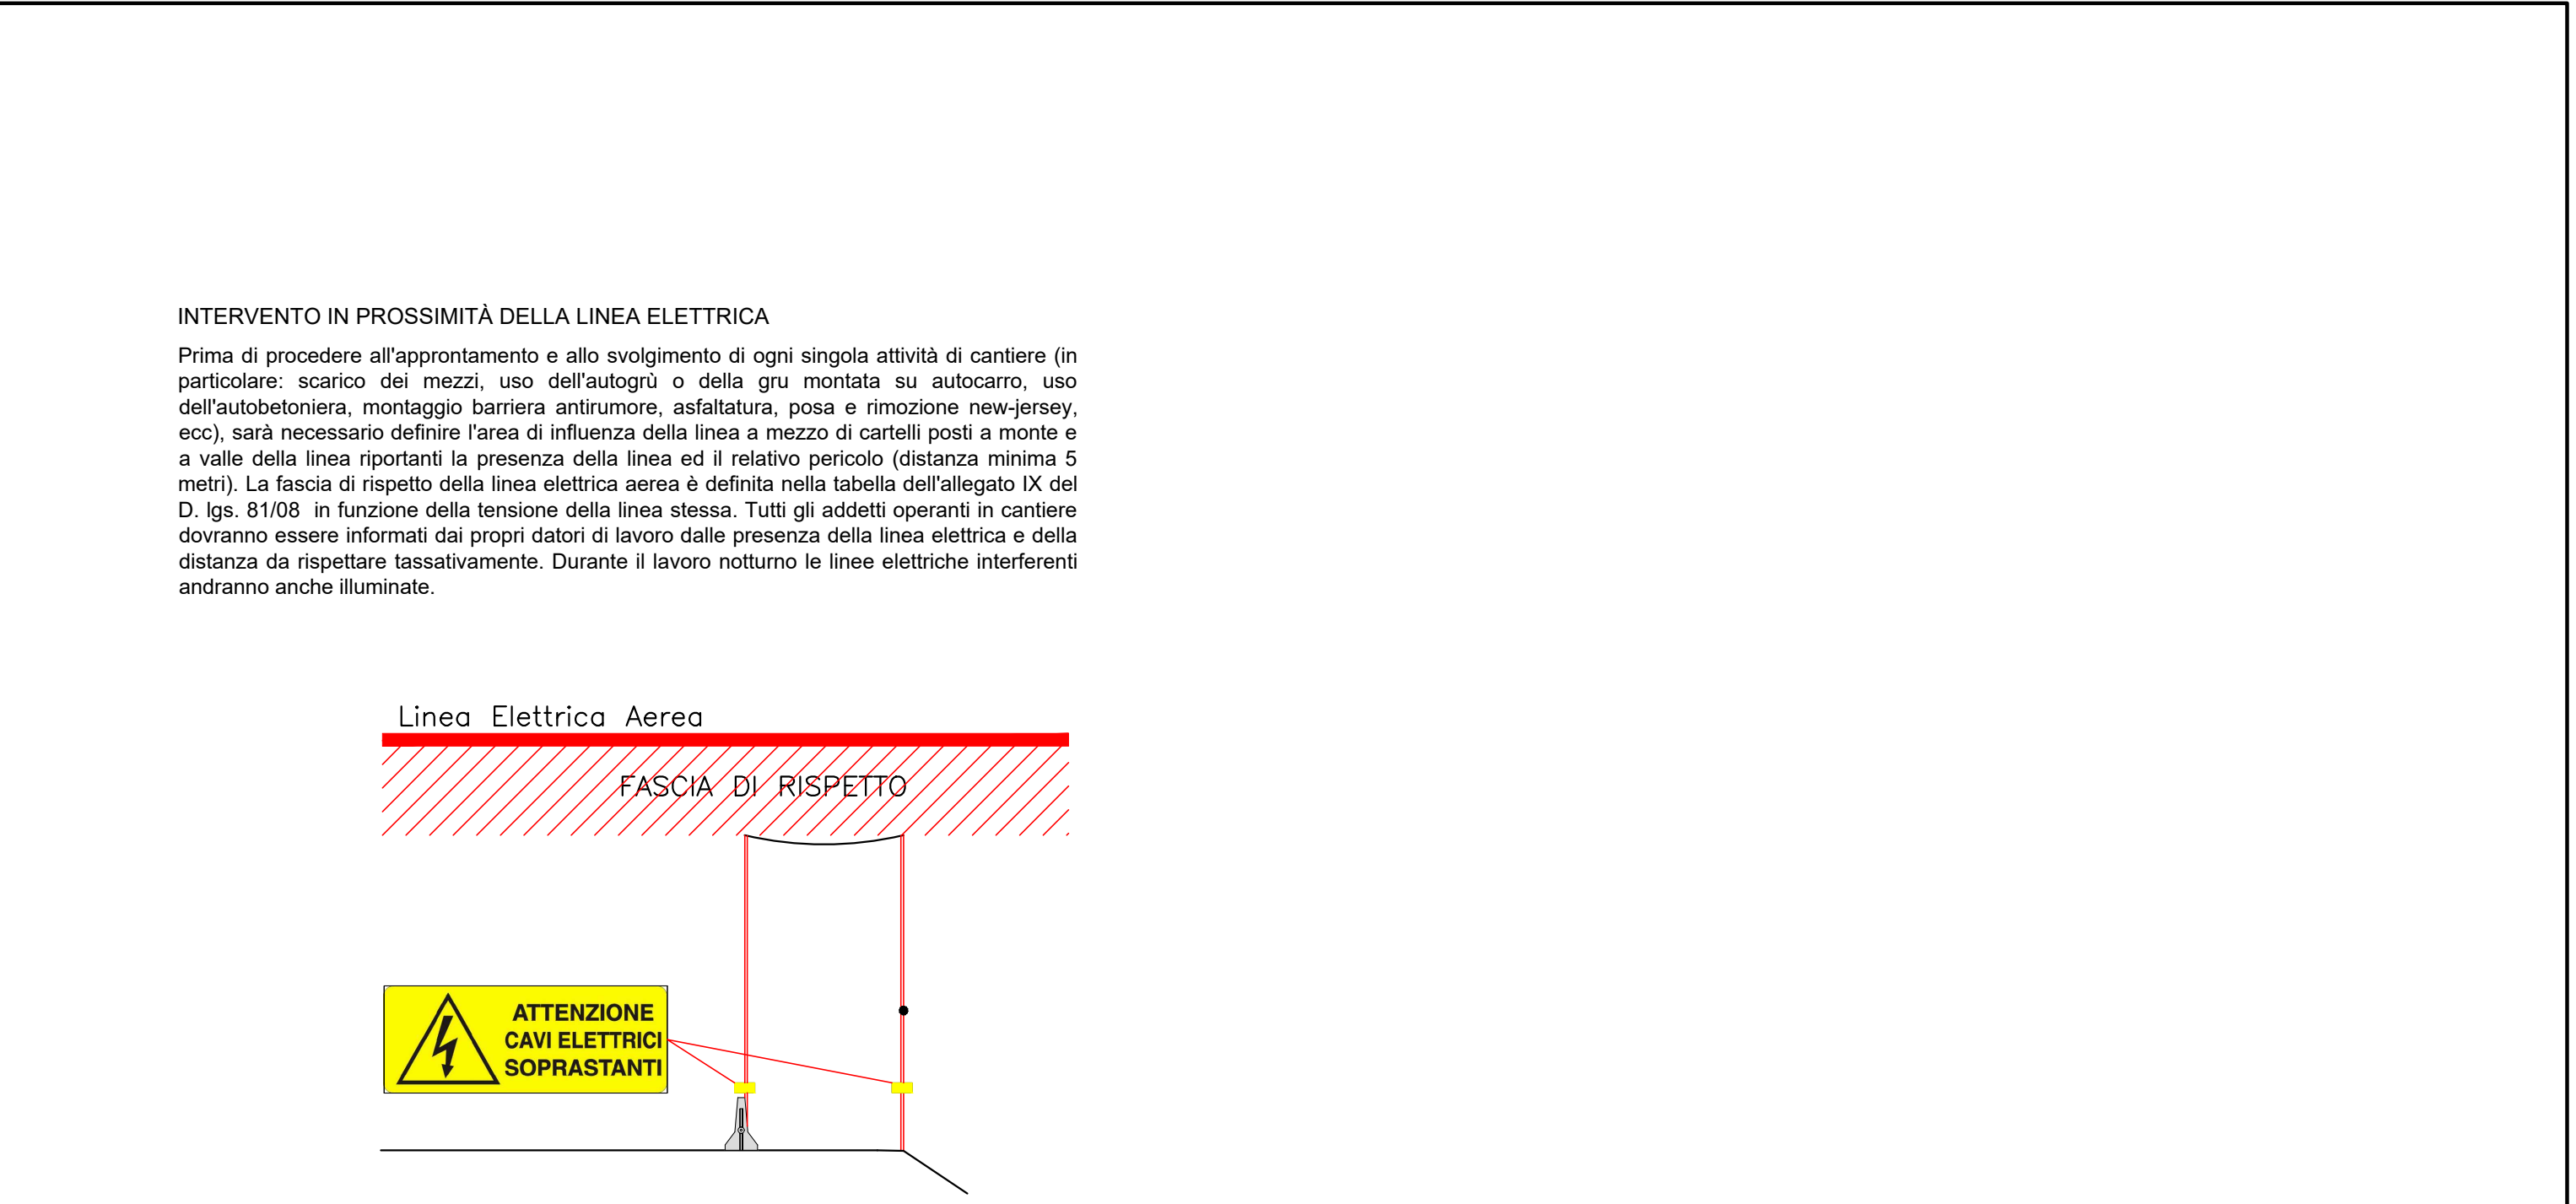 INTERVENTO IN PROSSIMITÀ DELLA LINEA ELETTRICA
Prima di procedere all'approntamento e allo svolgimento di ogni singola attività di cantiere (in
particolare: scarico dei mezzi, uso dell'autogrù o della gru montata su autocarro, uso
dell'autobetoniera, montaggio barriera antirumore, asfaltatura, posa e rimozione new-jersey,
ecc), sarà necessario definire l'area di influenza della linea a mezzo di cartelli posti a monte e
a valle della linea riportanti la presenza della linea ed il relativo pericolo (distanza minima 5
metri). La fascia di rispetto della linea elettrica aerea è definita nella tabella dell'allegato IX del
D. lgs. 81/08  in funzione della tensione della linea stessa. Tutti gli addetti operanti in cantiere
dovranno essere informati dai propri datori di lavoro dalle presenza della linea elettrica e della
distanza da rispettare tassativamente. Durante il lavoro notturno le linee elettriche interferenti
andranno anche illuminate.
Linea Elettrica Aerea
FASCIA DI RISPETTO
ATTENZIONE
CAVI ELETTRICI
SOPRASTANTI